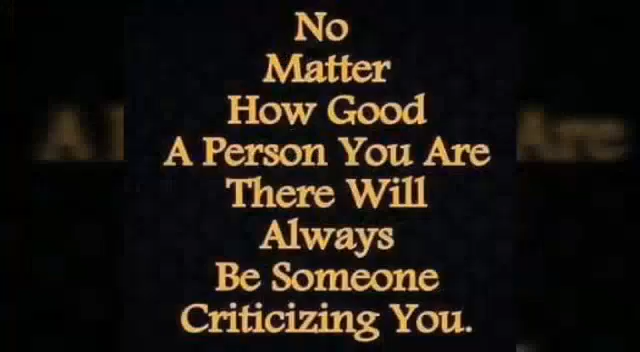 No
Matter
How Good
A Person You Are
There Will
Always
Be Someone
Criticizing You.